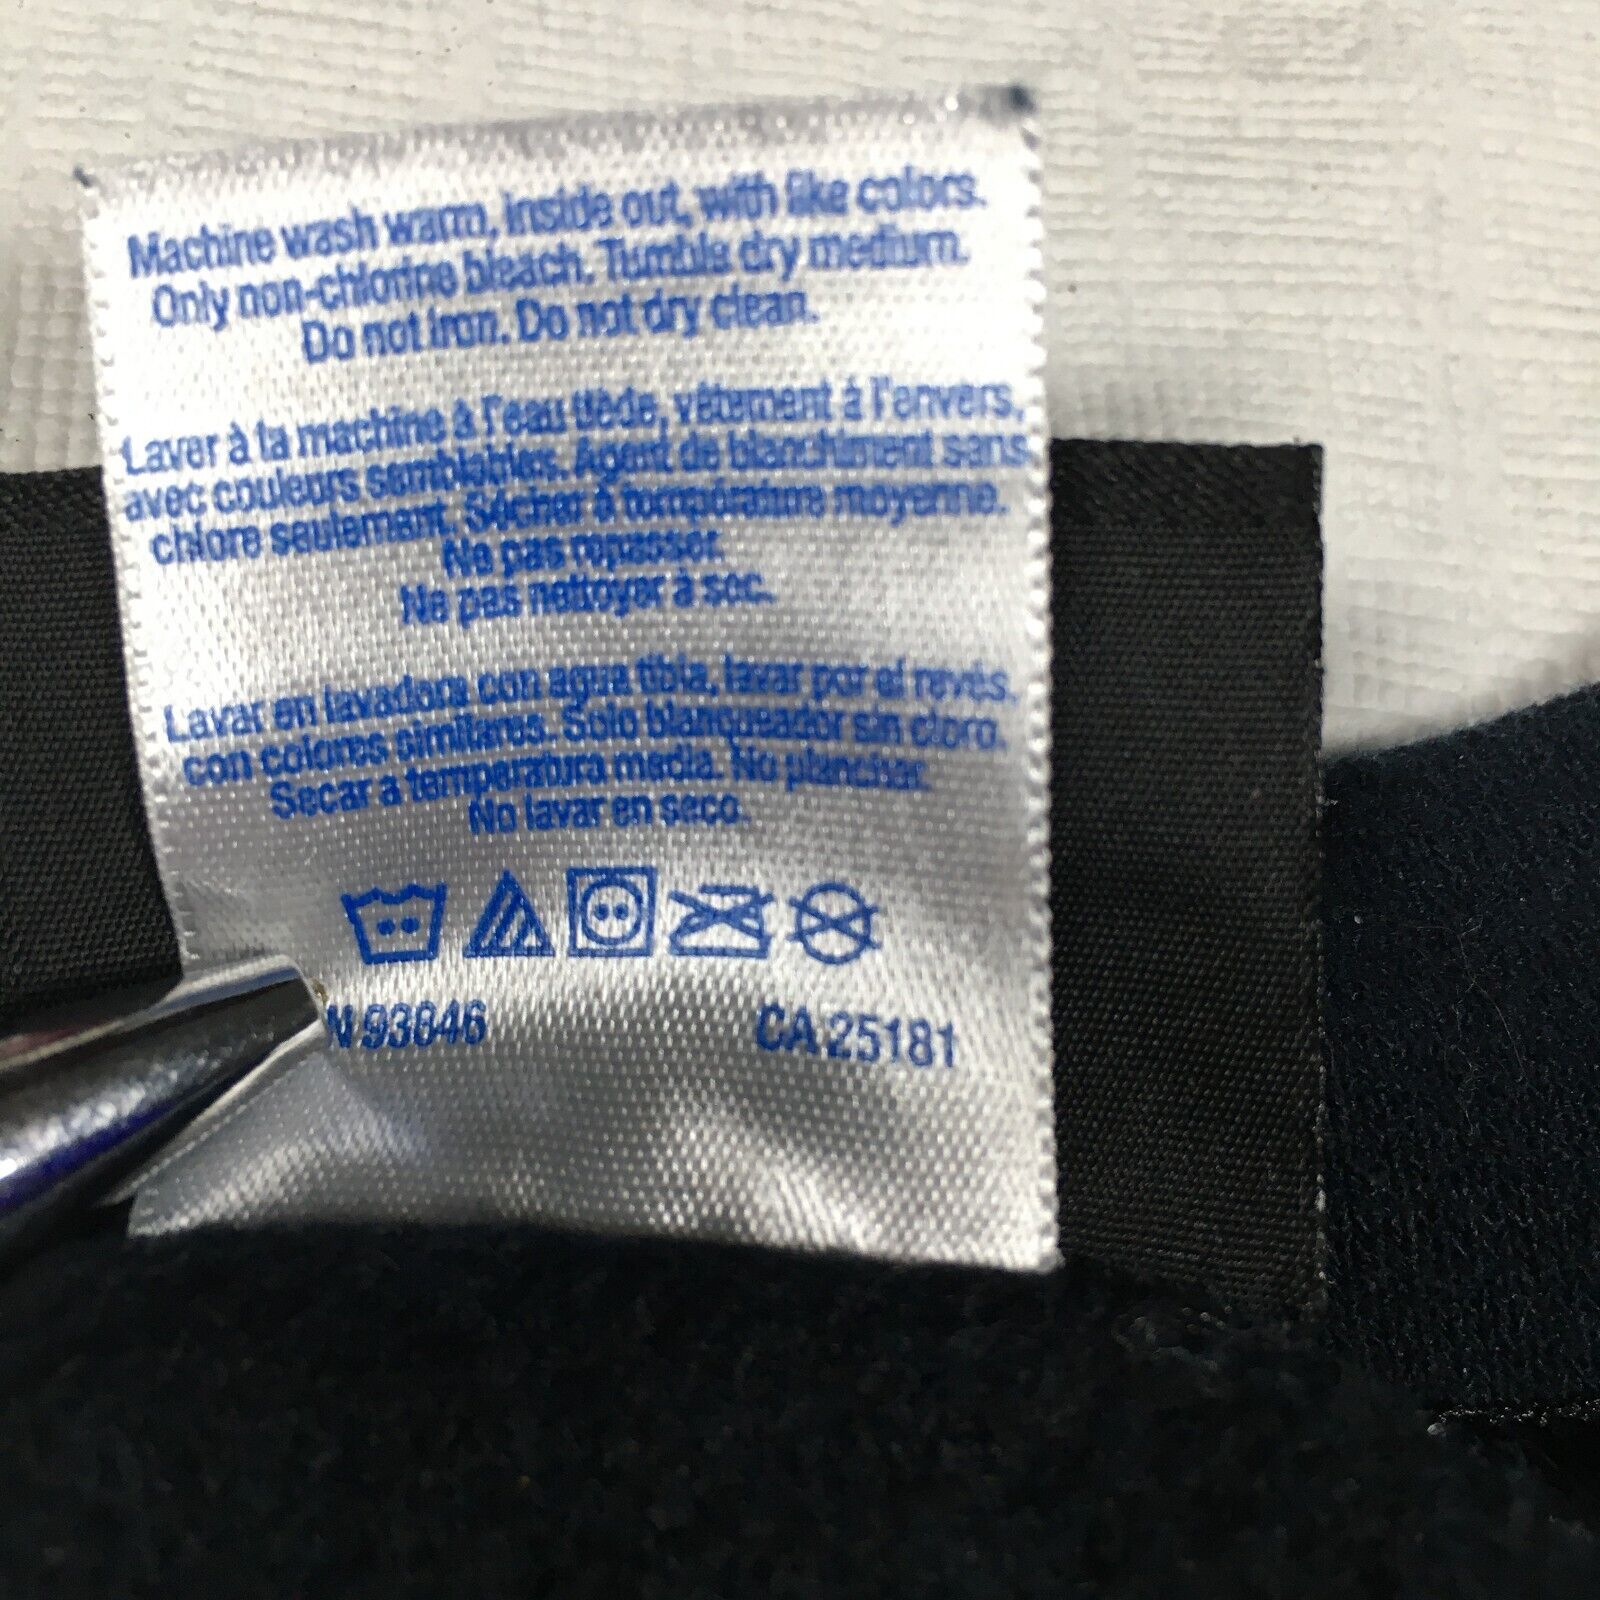 Machine wash warm, inside out, with like colors.
Only non-chlorine bleach. Tumble dry medium.
Do not iron. Do not dry clean.
Laver à la machine à l'eau tiède, vêtement à l'envers,
avec couleurs semblables. Agent de blanchiment sans
chlore seulement. Sécher à température moyenne.
Ne pas repasser.
Ne pas nettoyer à sec.
Lavar en lavadora con agua tibia, lavar por el revés,
con colores similares. Solo blanqueador sin cloro.
Secar a temperatura media. No planchar.
No lavar en seco.
N 93646 CA 25181